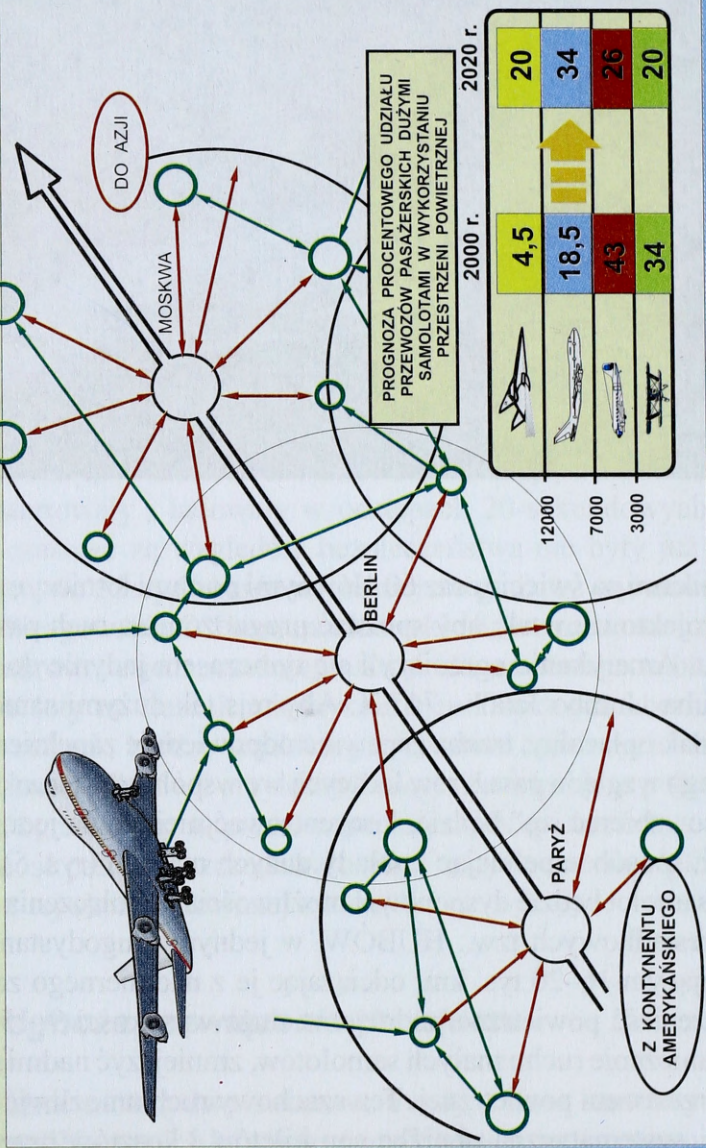 DO AZJI
MOSKWA
BERLIN
PARYŻ
Z KONTYNENTU
AMERYKAŃSKIEGO
PROGNOZA PROCENTOWEGO UDZIAŁU
PRZEWOZÓW PASAŻERSKICH DUŻYMI
SAMOLOTAMI W WYKORZYSTANIU
PRZESTRZENI POWIETRZNEJ
2000 r. 2020 r.
4,5 20
12000
18,5 34
7000
43 26
3000
34 20